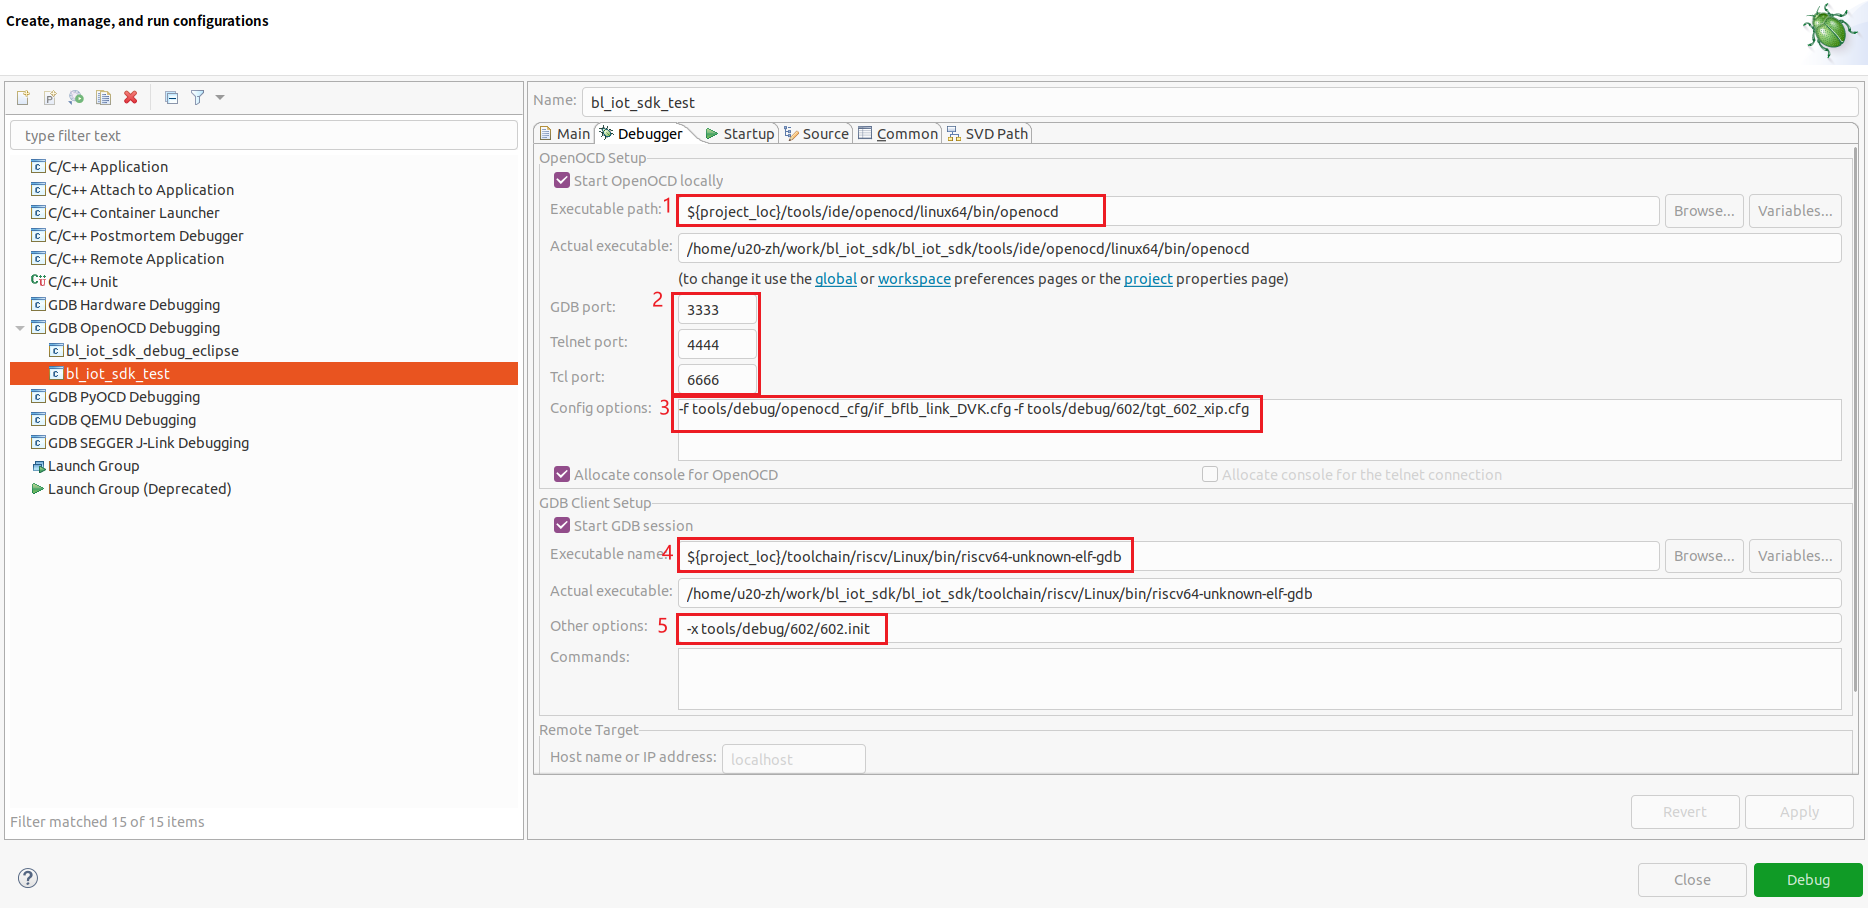 Create, manage, and run configurations
type filter text
C/C++ Application
C/C++ Attach to Application
C/C++ Container Launcher
C/C++ Postmortem Debugger
C/C++ Remote Application
C/C++ Unit
GDB Hardware Debugging
GDB OpenOCD Debugging
bl_iot_sdk_debug_eclipse
bl_iot_sdk_test
GDB PyOCD Debugging
GDB QEMU Debugging
GDB SEGGER J-Link Debugging
Launch Group
Launch Group (Deprecated)
Filter matched 15 of 15 items
Name: bl_iot_sdk_test
Main Debugger Startup Source Common SVD Path
OpenOCD Setup
Start OpenOCD locally
Executable path: 1 ${project_loc}/tools/ide/openocd/linux64/bin/openocd Browse... Variables...
Actual executable: /home/u20-zh/work/bl_iot_sdk/bl_iot_sdk/tools/ide/openocd/linux64/bin/openocd
(to change it use the global or workspace preferences pages or the project properties page)
2
GDB port: 3333
Telnet port: 4444
Tcl port: 6666
Config options: 3 -f tools/debug/openocd_cfg/if_bflb_link_DVK.cfg -f tools/debug/602/tgt_602_xip.cfg
Allocate console for OpenOCD Allocate console for the telnet connection
GDB Client Setup
Start GDB session
Executable name 4 ${project_loc}/toolchain/riscv/Linux/bin/riscv64-unknown-elf-gdb Browse... Variables...
Actual executable: /home/u20-zh/work/bl_iot_sdk/bl_iot_sdk/toolchain/riscv/Linux/bin/riscv64-unknown-elf-gdb
Other options: 5 -x tools/debug/602/602.init
Commands:
Remote Target
Host name or IP address: localhost
Revert Apply
? Close Debug